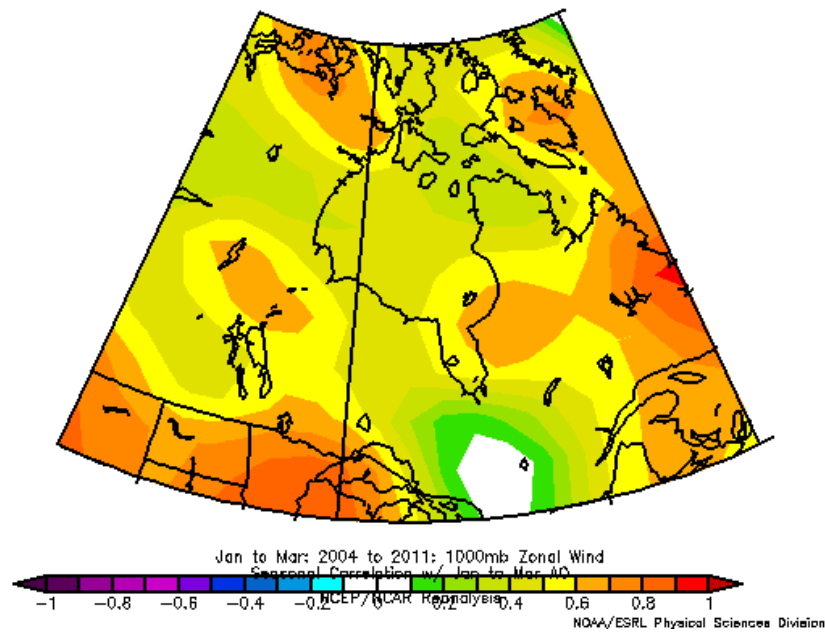 Jan to Mar: 2004 to 2011: 1000mb Zonal Wind
Seasonal Correlation w/ Jan to Mar AO
NCEP/NCAR Reanalysis
-1 -0.8 -0.6 -0.4 -0.2 0 0.2 0.4 0.6 0.8 1
NOAA/ESRL Physical Sciences Division